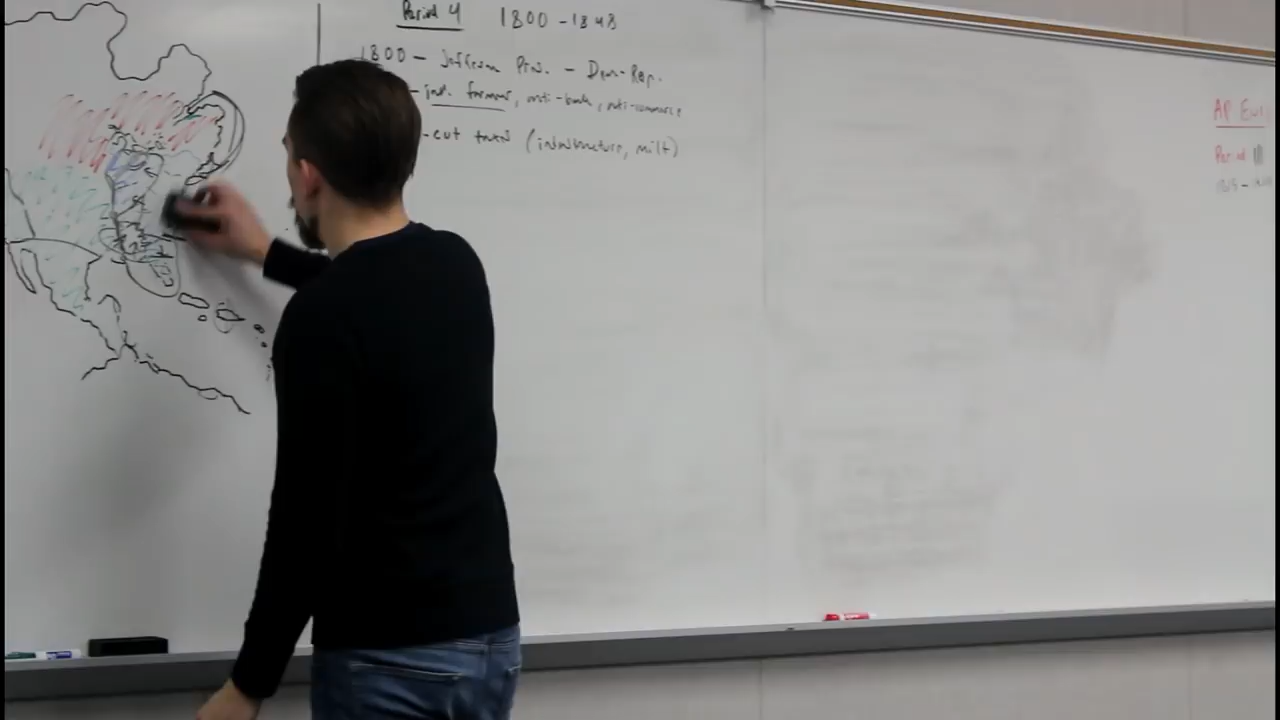 Period 4 1800 - 1848
1800 - Jefferson Pres. - Dem-Rep.
- ind. farmer, anti-bank, anti-commerce
- cut taxes (infrastructure, milt)
AP Euro
Period III